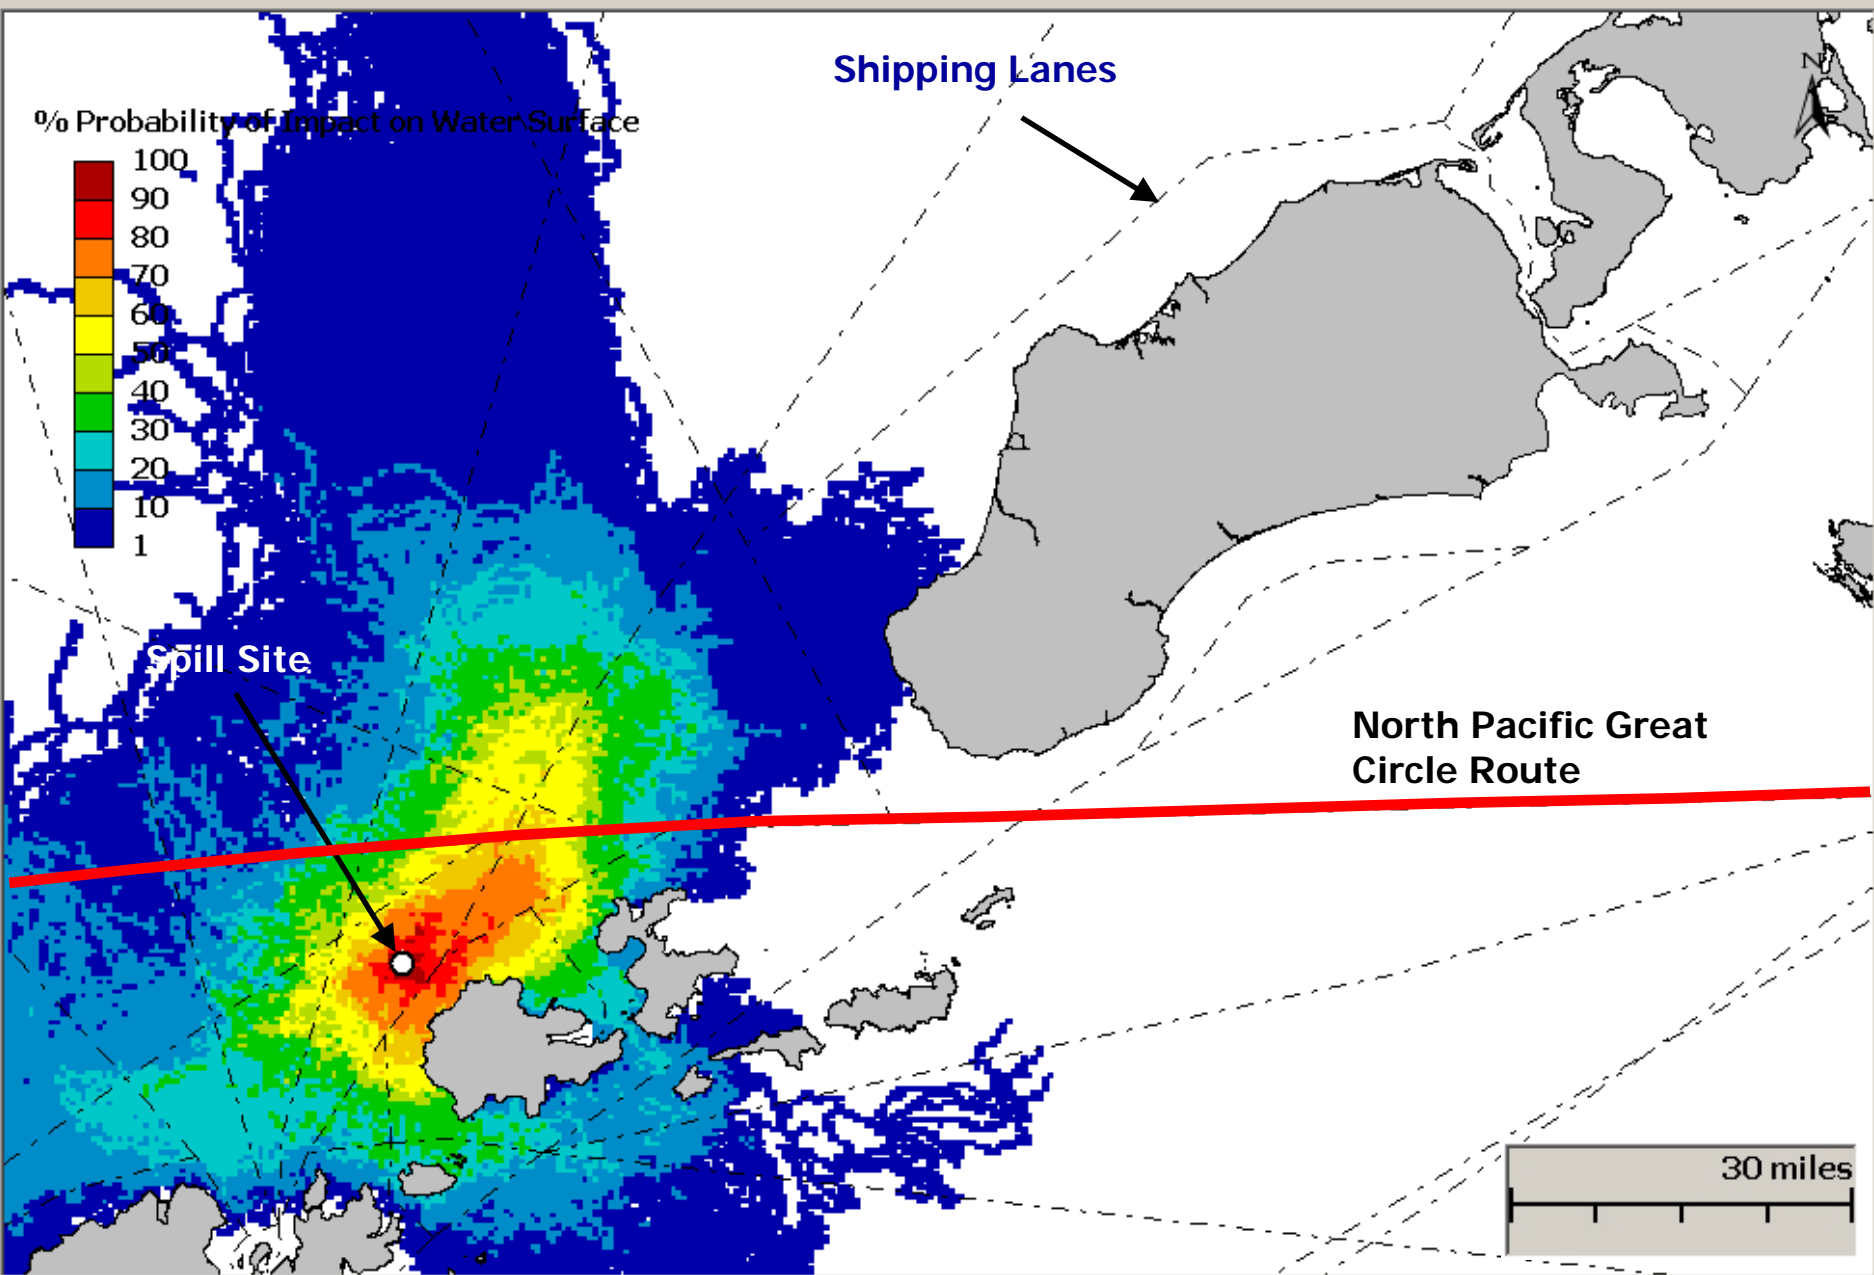 Shipping Lanes
N
% Probability of Impact on Water Surface
100
90
80
70
60
50
40
30
20
10
1
Spill Site
North Pacific Great
Circle Route
30 miles